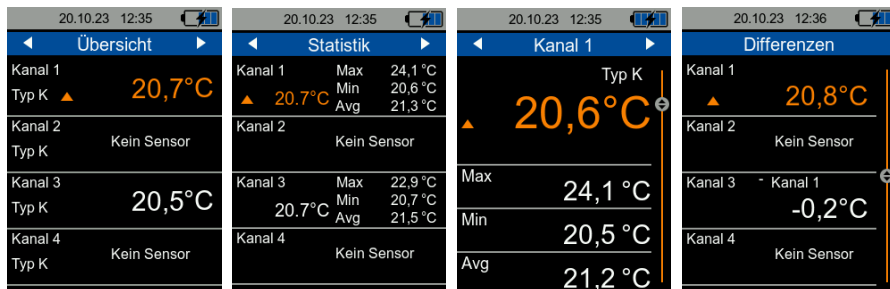 20.10.23 12:35
Übersicht
Kanal 1
Typ K
20,7°C
Kanal 2
Typ K
Kein Sensor
Kanal 3
Typ K
20,5°C
Kanal 4
Typ K
Kein Sensor
20.10.23 12:35
Statistik
Kanal 1
20.7°C
Max 24,1 °C
Min 20,6 °C
Avg 21,3 °C
Kanal 2
Kein Sensor
Kanal 3
20.7°C
Max 22,9 °C
Min 20,7 °C
Avg 21,5 °C
Kanal 4
Kein Sensor
20.10.23 12:35
Kanal 1
Typ K
20,6°C
Max
24,1 °C
Min
20,5 °C
Avg
21,2 °C
20.10.23 12:36
Differenzen
Kanal 1
20,8°C
Kanal 2
Kein Sensor
Kanal 3 - Kanal 1
-0,2°C
Kanal 4
Kein Sensor